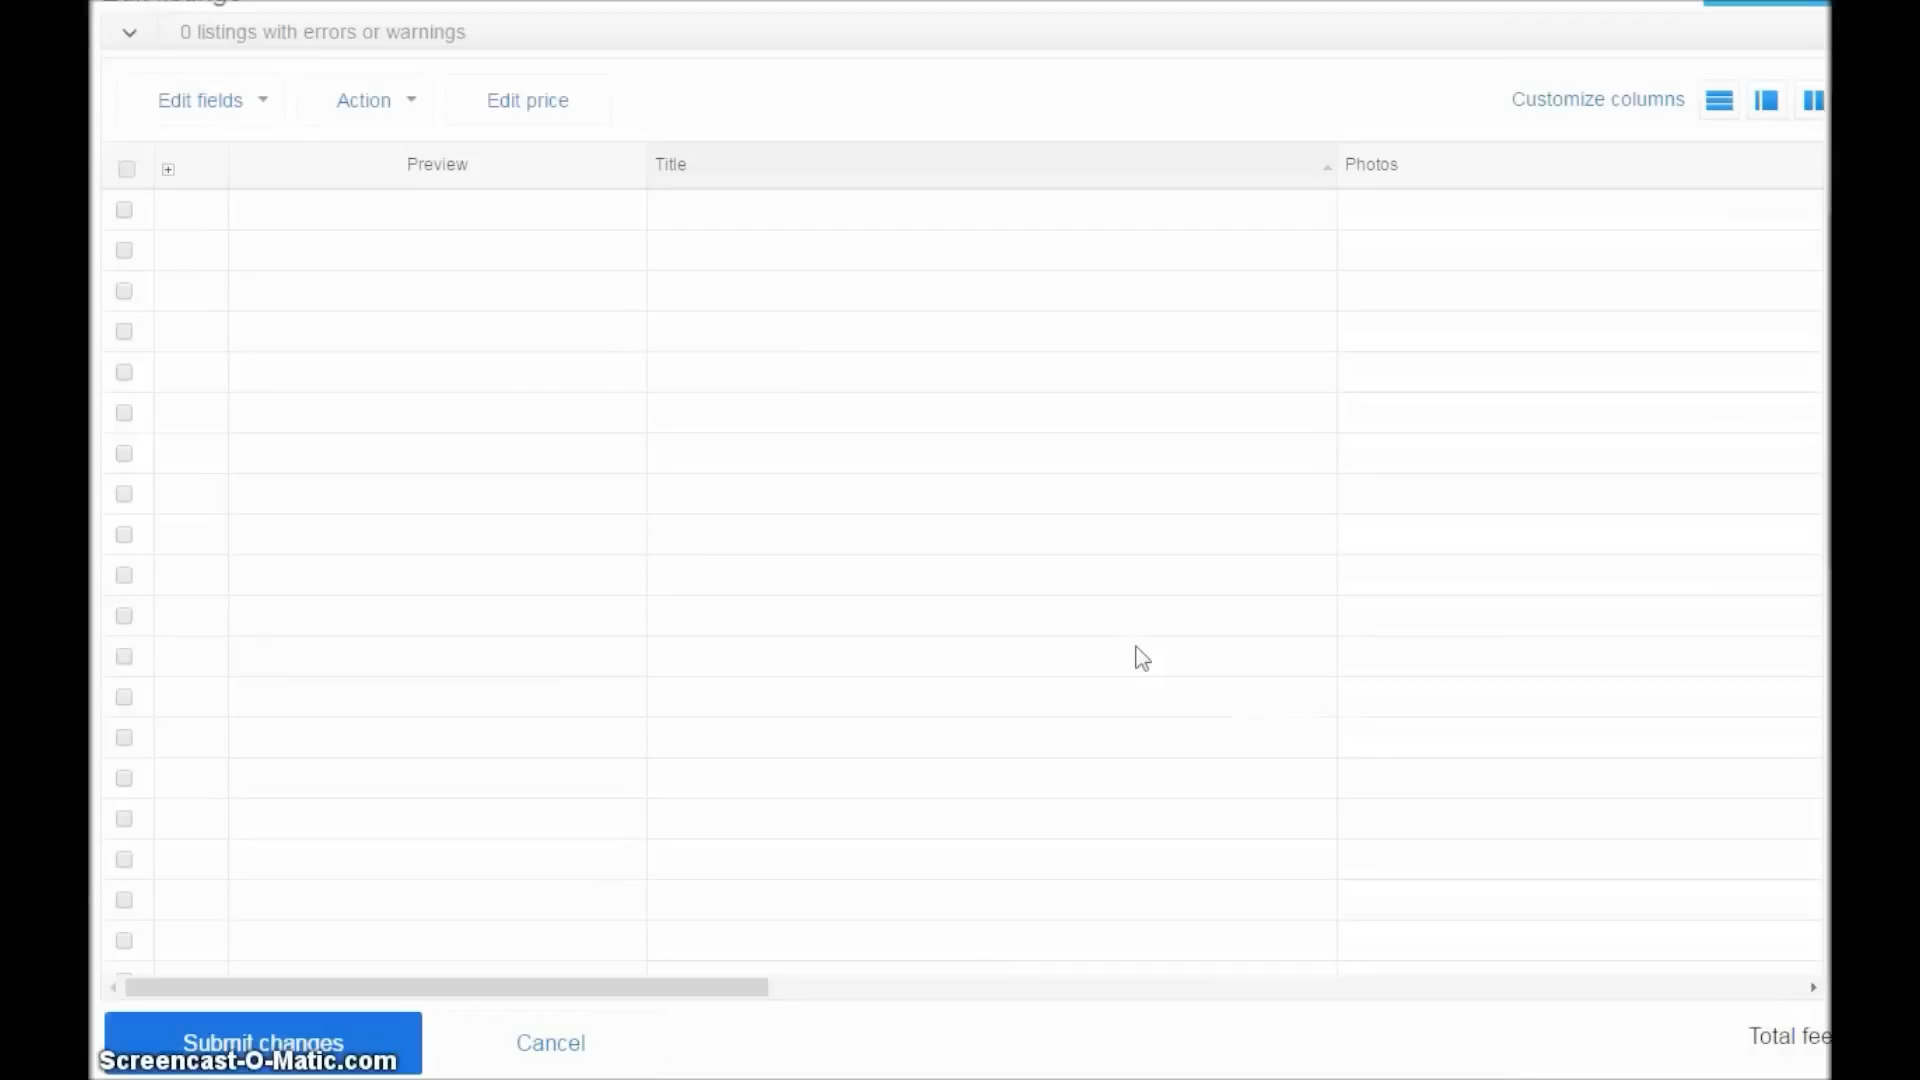 0 listings with errors or warnings
Edit fields Action Edit price Customize columns
Preview Title Photos
Submit changes Cancel Total fee
Screencast-O-Matic.com